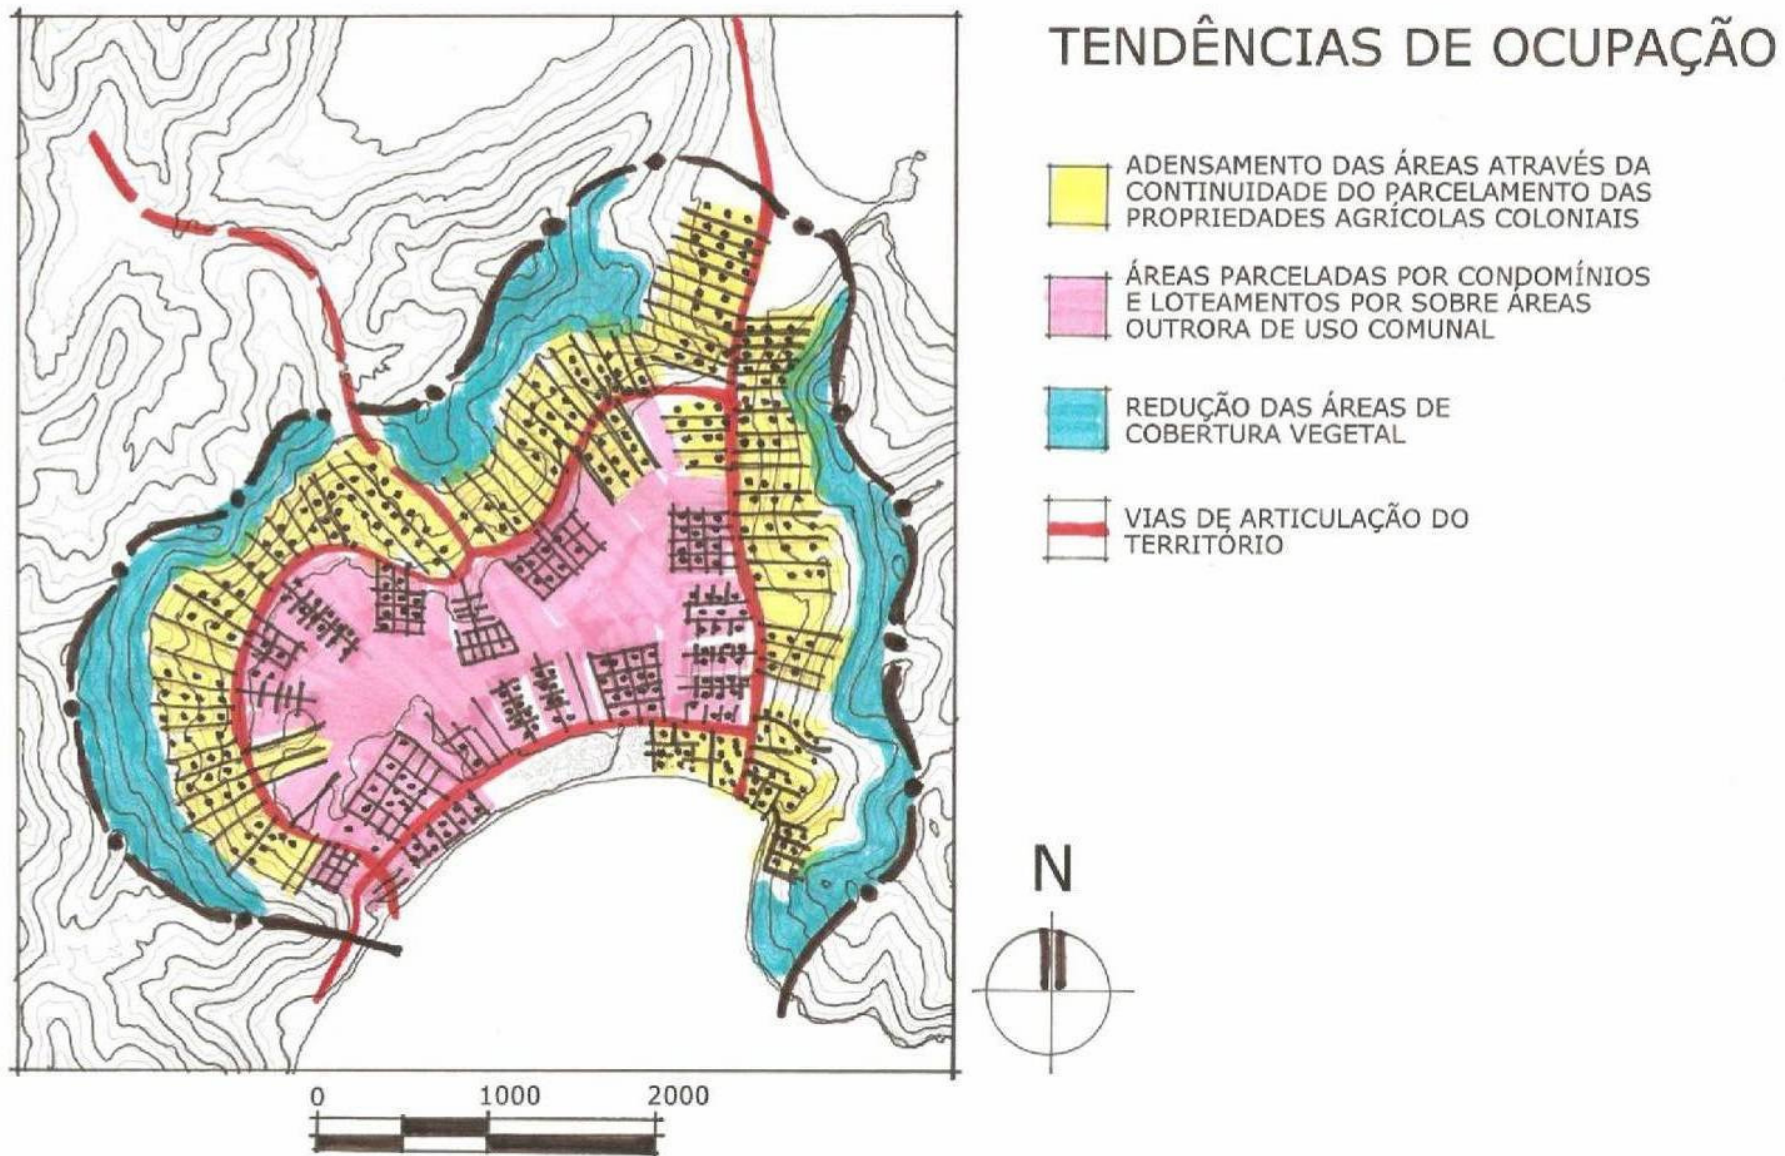 TENDÊNCIAS DE OCUPAÇÃO
ADENSAMENTO DAS ÁREAS ATRAVÉS DA
CONTINUIDADE DO PARCELAMENTO DAS
PROPRIEDADES AGRÍCOLAS COLONIAIS
ÁREAS PARCELADAS POR CONDOMÍNIOS
E LOTEAMENTOS POR SOBRE ÁREAS
OUTRORA DE USO COMUNAL
REDUÇÃO DAS ÁREAS DE
COBERTURA VEGETAL
VIAS DE ARTICULAÇÃO DO
TERRITÓRIO
N
0 1000 2000